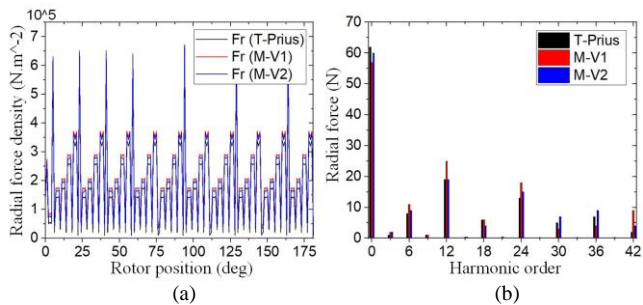 ×10^5
7
6
5
4
3
2
1
0
Radial force density (N.m^-2)
Fr (T-Prius)
Fr (M-V1)
Fr (M-V2)
0 25 50 75 100 125 150 175
Rotor position (deg)
(a)
70
60
50
40
30
20
10
0
Radial force (N)
T-Prius
M-V1
M-V2
0 6 12 18 24 30 36 42
Harmonic order
(b)